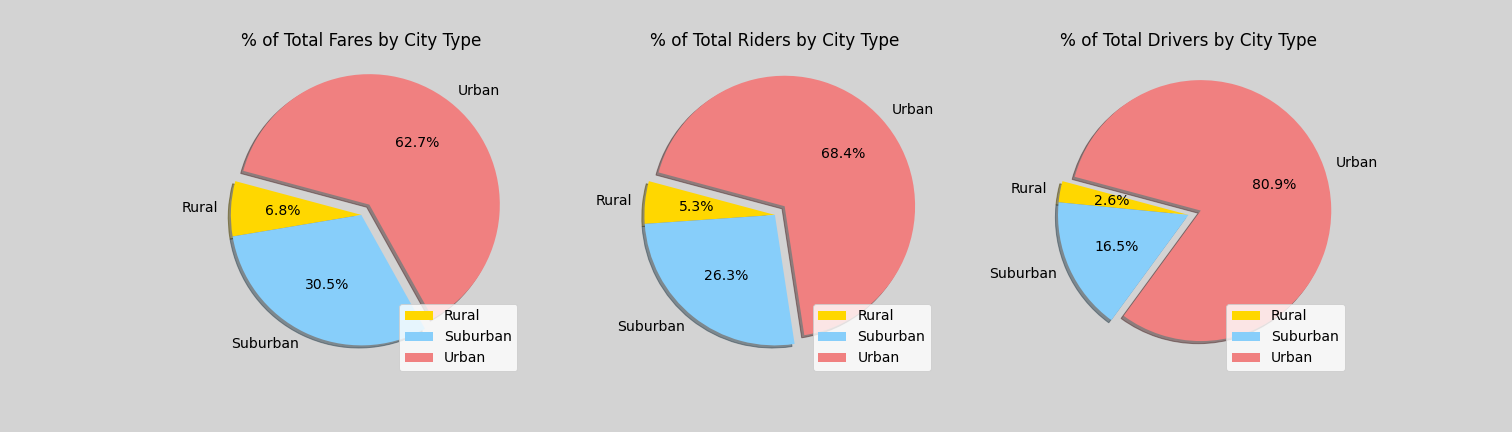 % of Total Fares by City Type
Urban
62.7%
Rural
6.8%
30.5%
Suburban
Rural
Suburban
Urban
% of Total Riders by City Type
Urban
68.4%
Rural
5.3%
26.3%
Suburban
Rural
Suburban
Urban
% of Total Drivers by City Type
Urban
80.9%
Rural
2.6%
16.5%
Suburban
Rural
Suburban
Urban